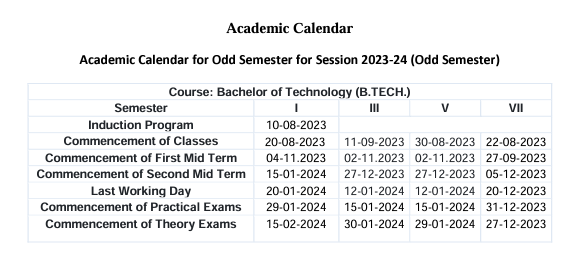 Academic Calendar
Academic Calendar for Odd Semester for Session 2023-24 (Odd Semester)
Course: Bachelor of Technology (B.TECH.)
Semester I III V VII
Induction Program 10-08-2023
Commencement of Classes 20-08-2023 11-09-2023 30-08-2023 22-08-2023
Commencement of First Mid Term 04-11.2023 02-11.2023 02-11.2023 27-09-2023
Commencement of Second Mid Term 15-01-2024 27-12-2023 27-12-2023 05-12-2023
Last Working Day 20-01-2024 12-01-2024 12-01-2024 20-12-2023
Commencement of Practical Exams 29-01-2024 15-01-2024 15-01-2024 31-12-2023
Commencement of Theory Exams 15-02-2024 30-01-2024 29-01-2024 27-12-2023